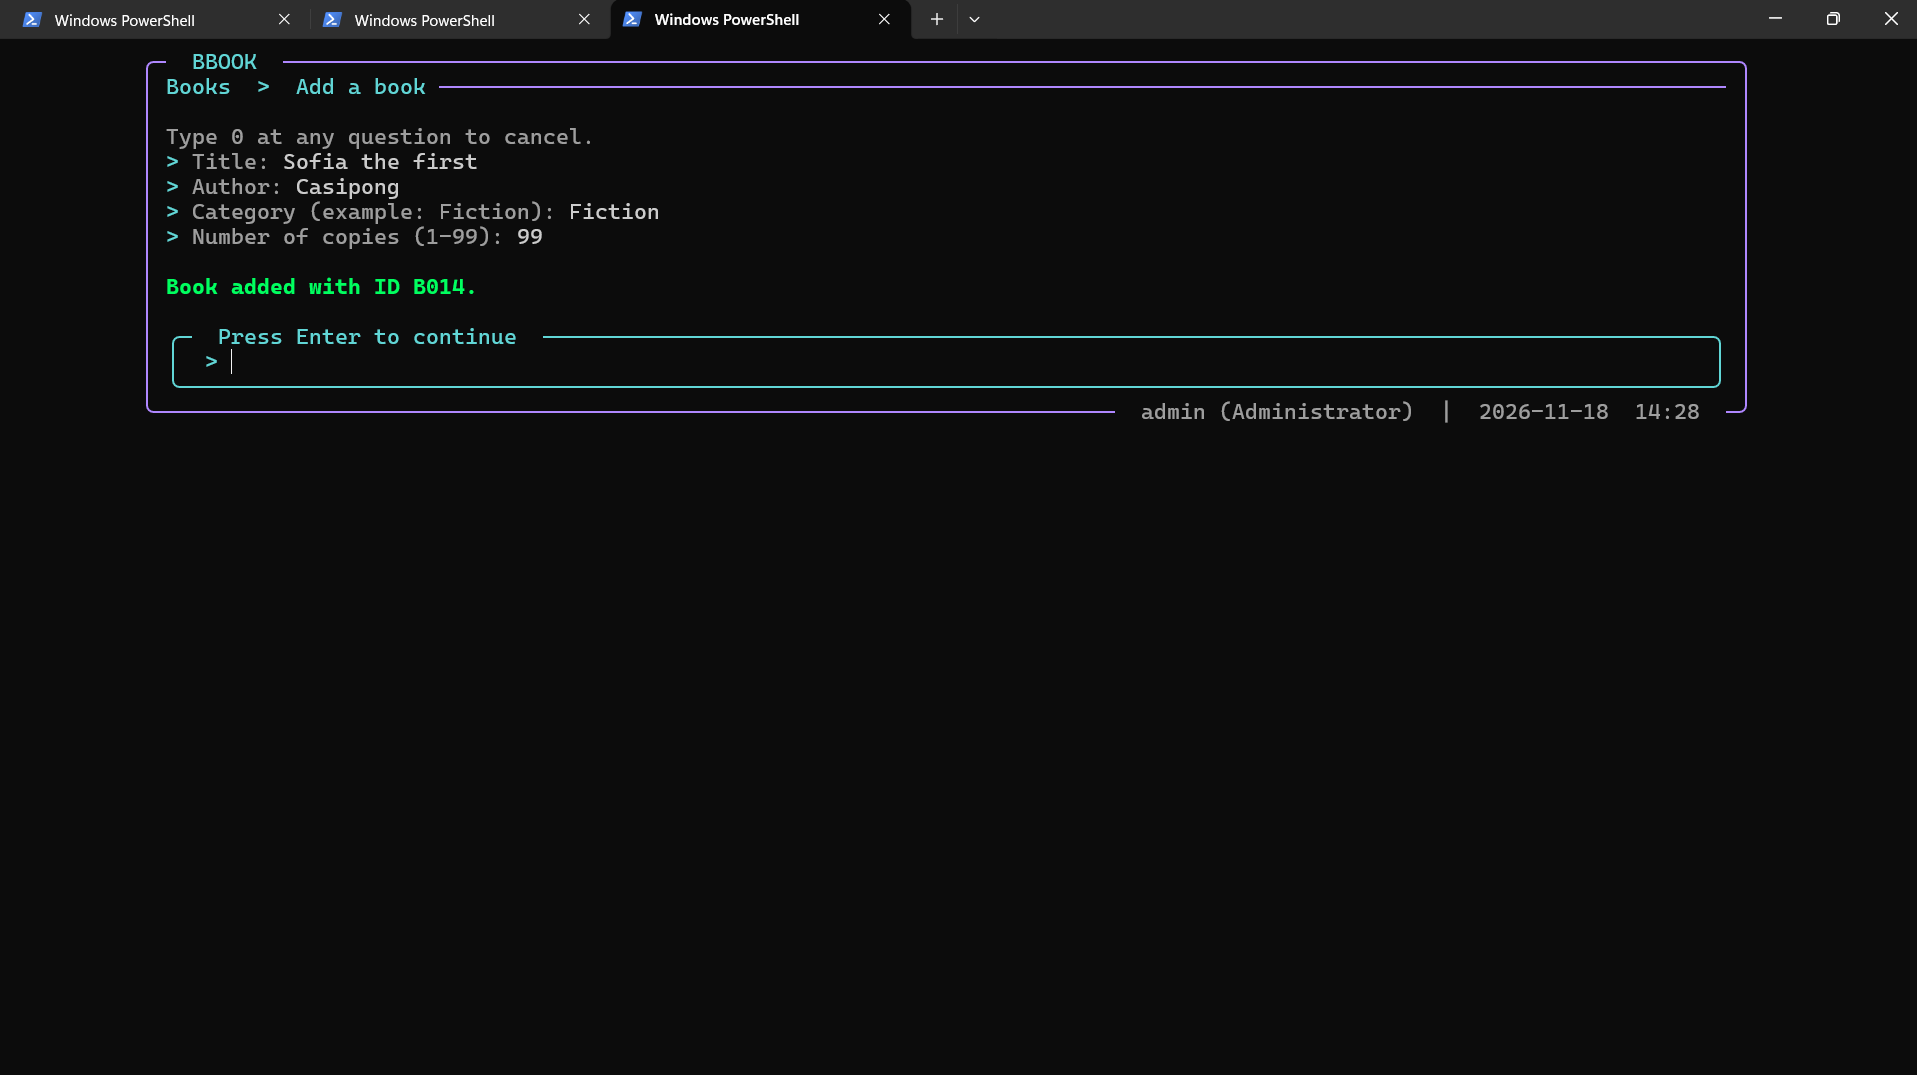 Windows PowerShell
Windows PowerShell
Windows PowerShell
BBOOK
Books > Add a book
Type 0 at any question to cancel.
> Title: Sofia the first
> Author: Casipong
> Category (example: Fiction): Fiction
> Number of copies (1-99): 99
Book added with ID B014.
Press Enter to continue
>
admin (Administrator) | 2026-11-18 14:28